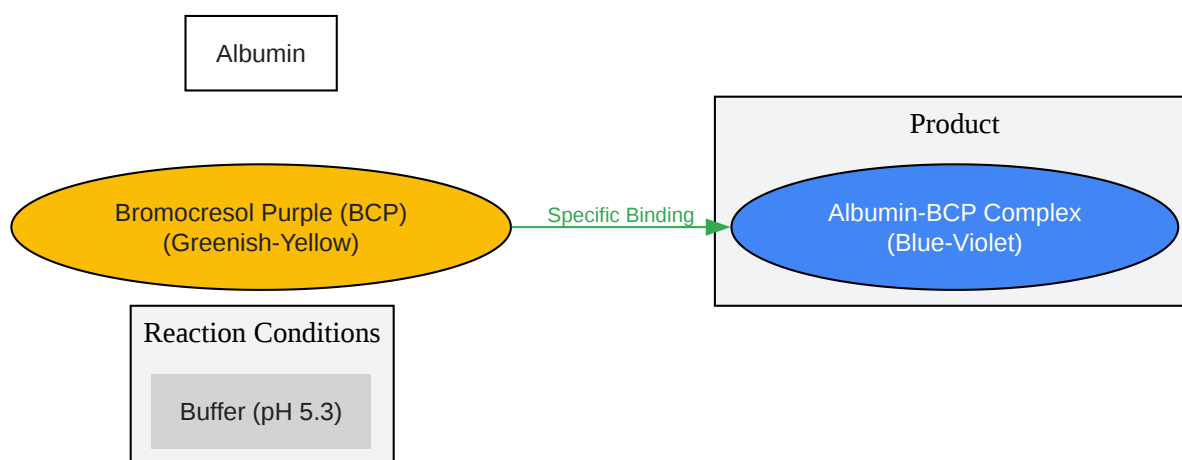 Albumin
Product
Bromocresol Purple (BCP)
(Greenish-Yellow)
Specific Binding
Albumin-BCP Complex
(Blue-Violet)
Reaction Conditions
Buffer (pH 5.3)